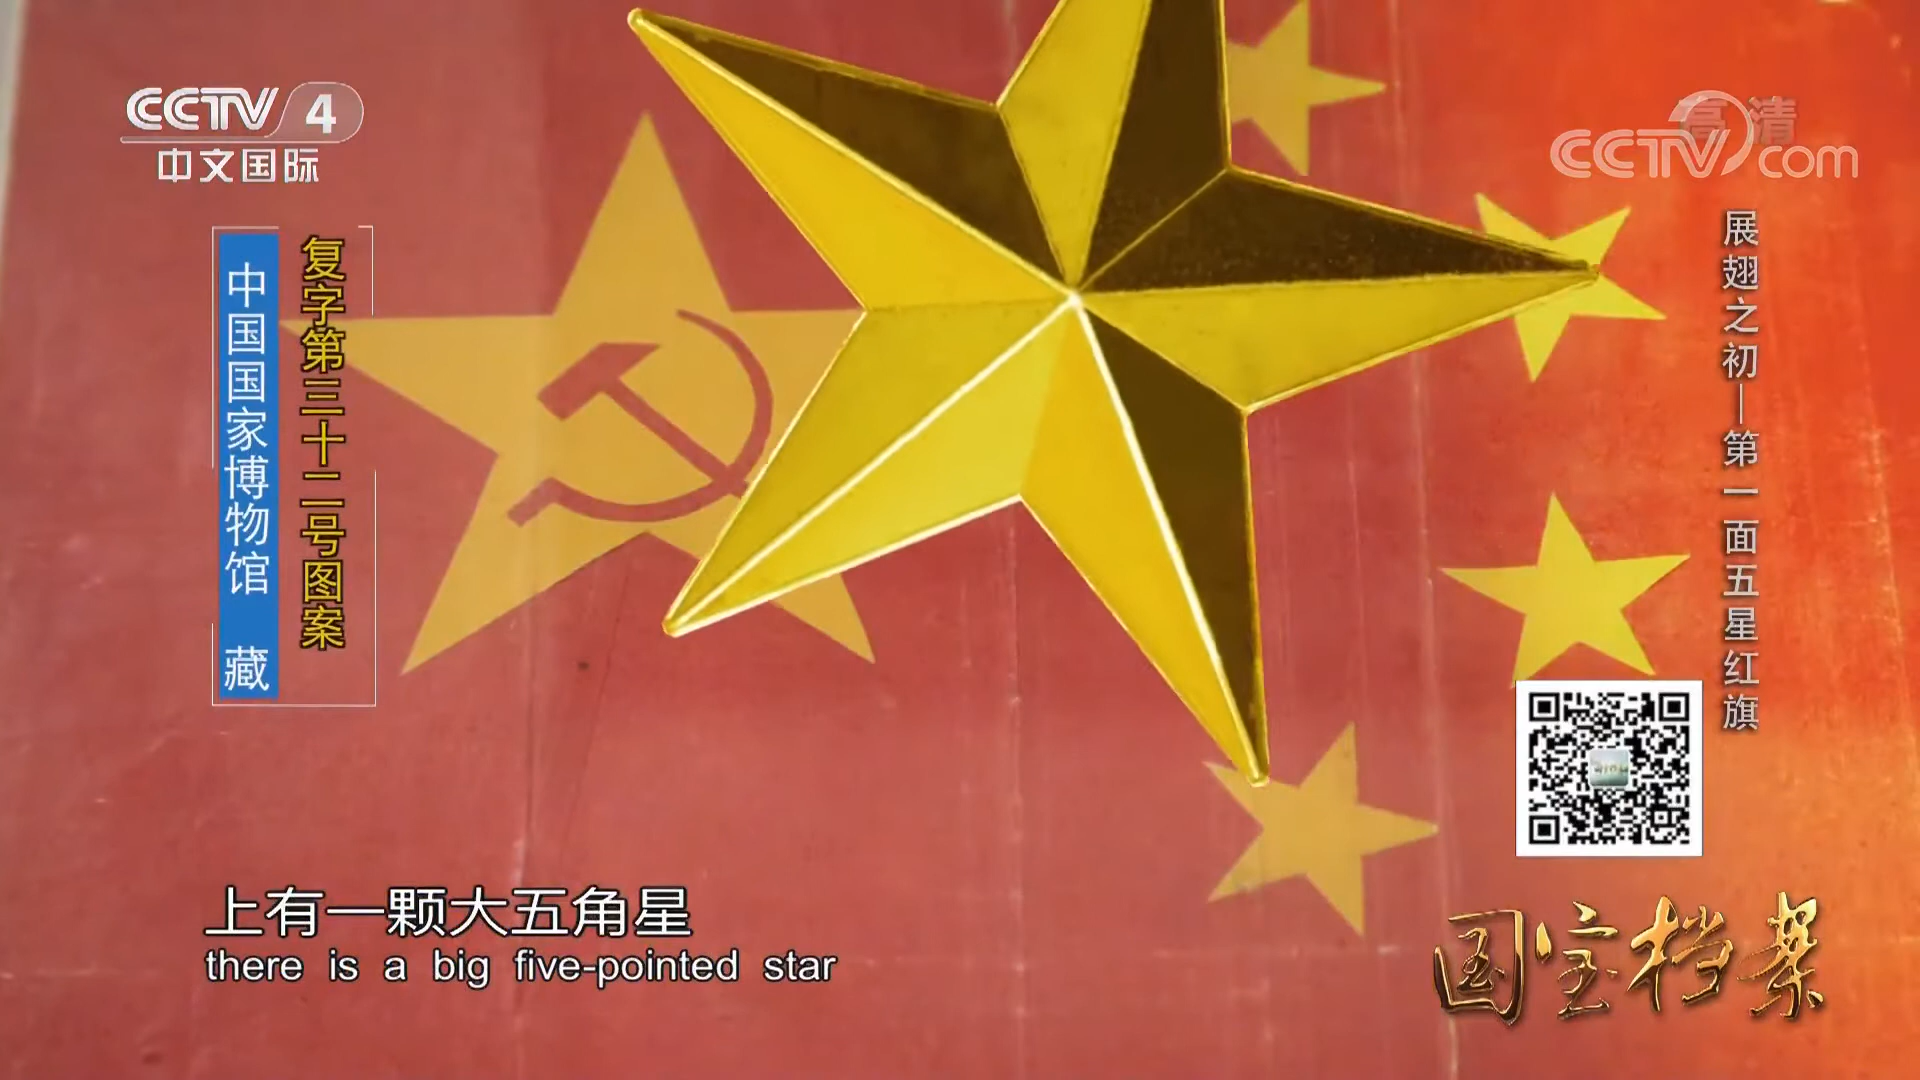 CCTV 4
中文国际
高清
CCTV.com
复字第三十二号图案
中国国家博物馆 藏
展翅之初—第一面五星红旗
上有一颗大五角星
there is a big five-pointed star
国宝档案